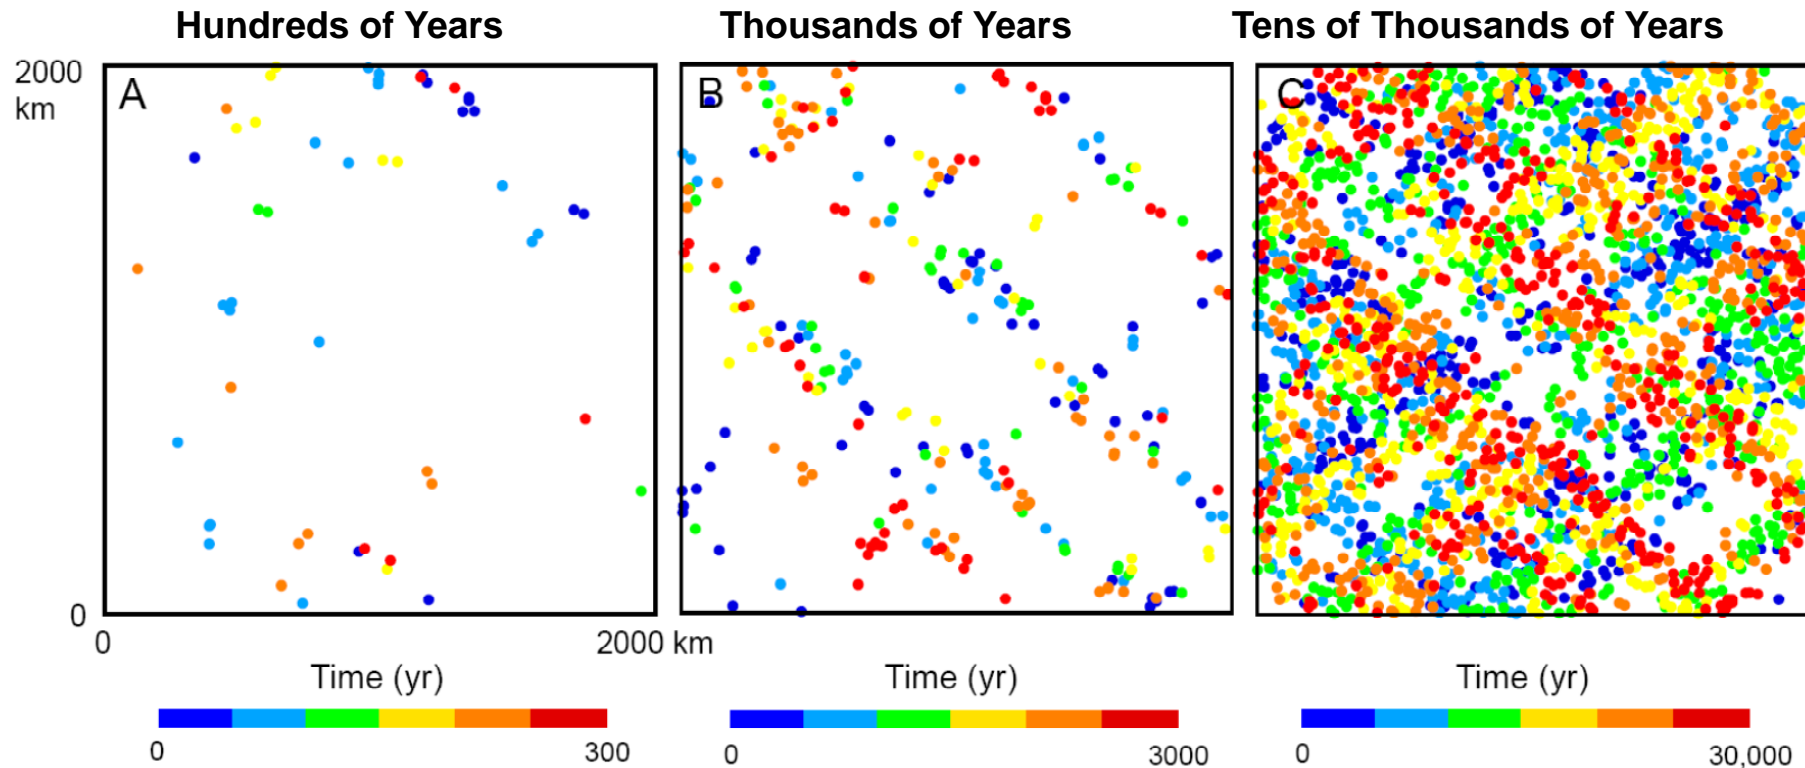 Hundreds of Years
Thousands of Years
Tens of Thousands of Years
2000
km
A
B
C
0
0
2000 km
Time (yr)
Time (yr)
Time (yr)
0
300
0
3000
0
30,000